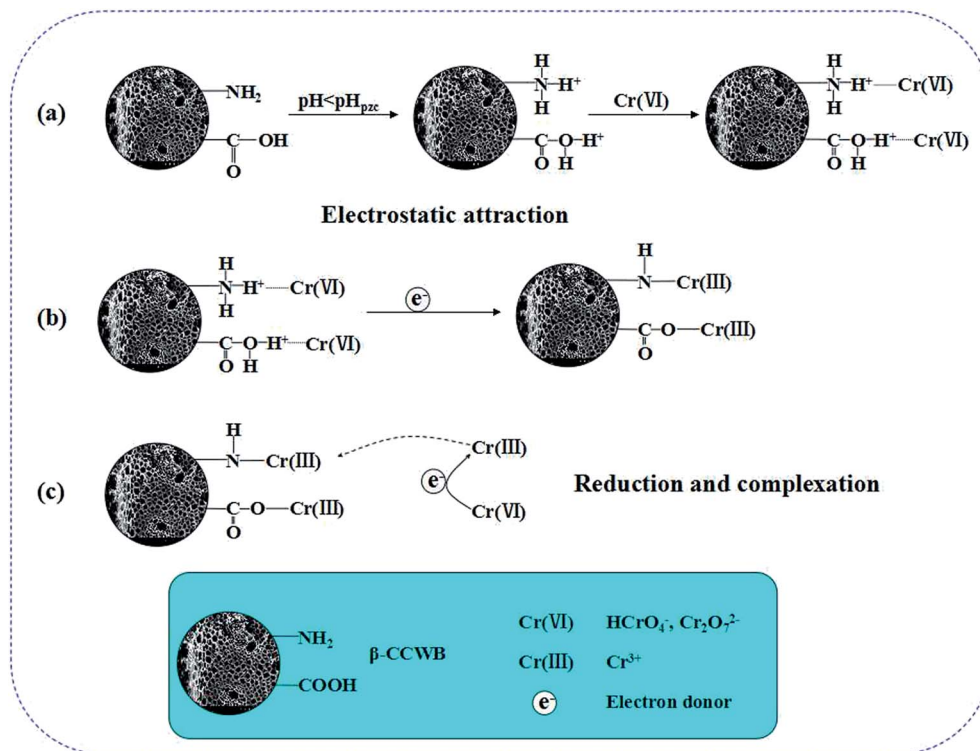 (a)
NH₂
C
OH
O
pH<pHpzc
H
N
H⁺
H
C
O
H⁺
O
H
Cr(VI)
H
N
H⁺
Cr(VI)
H
C
O
H⁺
Cr(VI)
O
H
Electrostatic attraction
(b)
H
N
H⁺
Cr(VI)
H
C
O
H⁺
Cr(VI)
O
H
e⁻
H
N
Cr(III)
C
O
Cr(III)
O
(c)
H
N
Cr(III)
C
O
Cr(III)
O
Cr(III)
e⁻
Cr(VI)
Reduction and complexation
NH₂
COOH
β-CCWB
Cr(VI) HCrO₄⁻, Cr₂O₇²⁻
Cr(III) Cr³⁺
e⁻ Electron donor